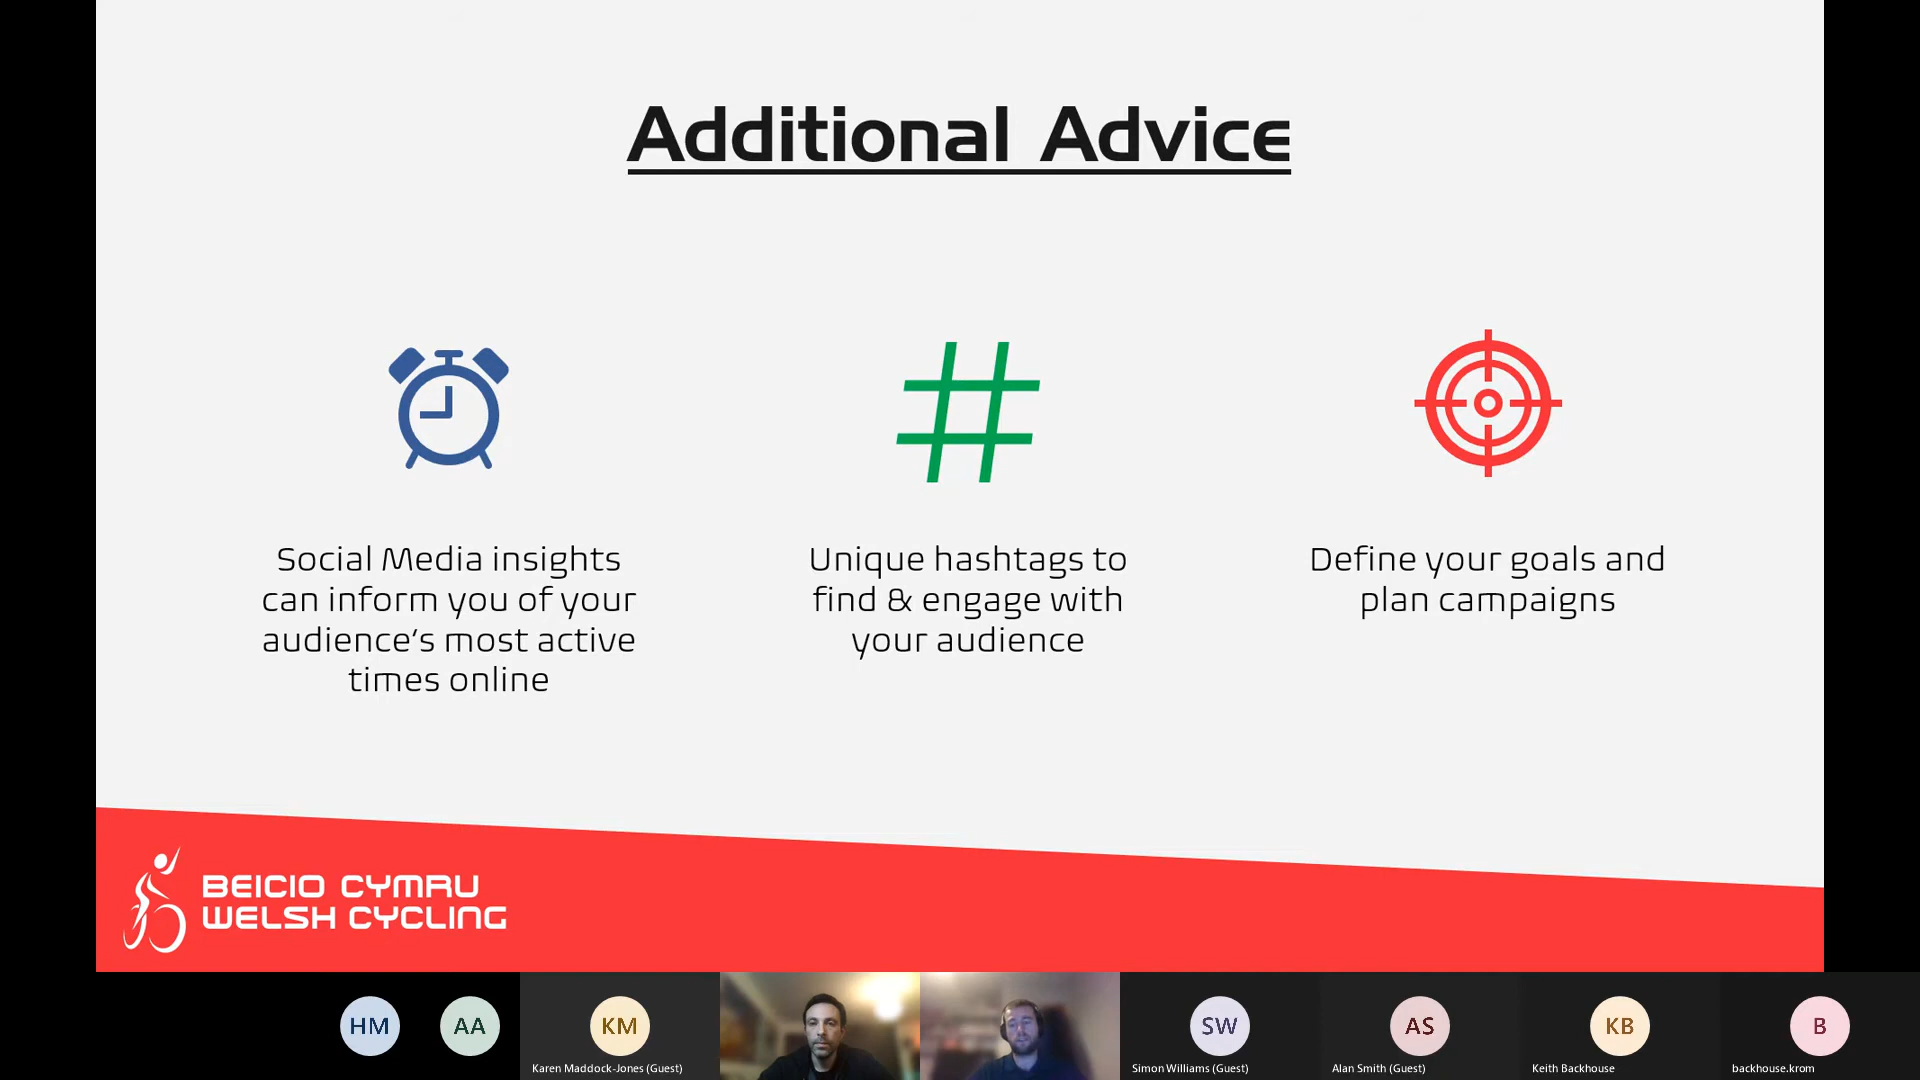 Additional Advice
Social Media insights
can inform you of your
audience's most active
times online
Unique hashtags to
find & engage with
your audience
Define your goals and
plan campaigns
BEICIO CYMRU
WELSH CYCLING
HM
AA
KM
SW
AS
KB
B
Karen Maddock-Jones (Guest)
Simon Williams (Guest)
Alan Smith (Guest)
Keith Backhouse
backhouse.krom